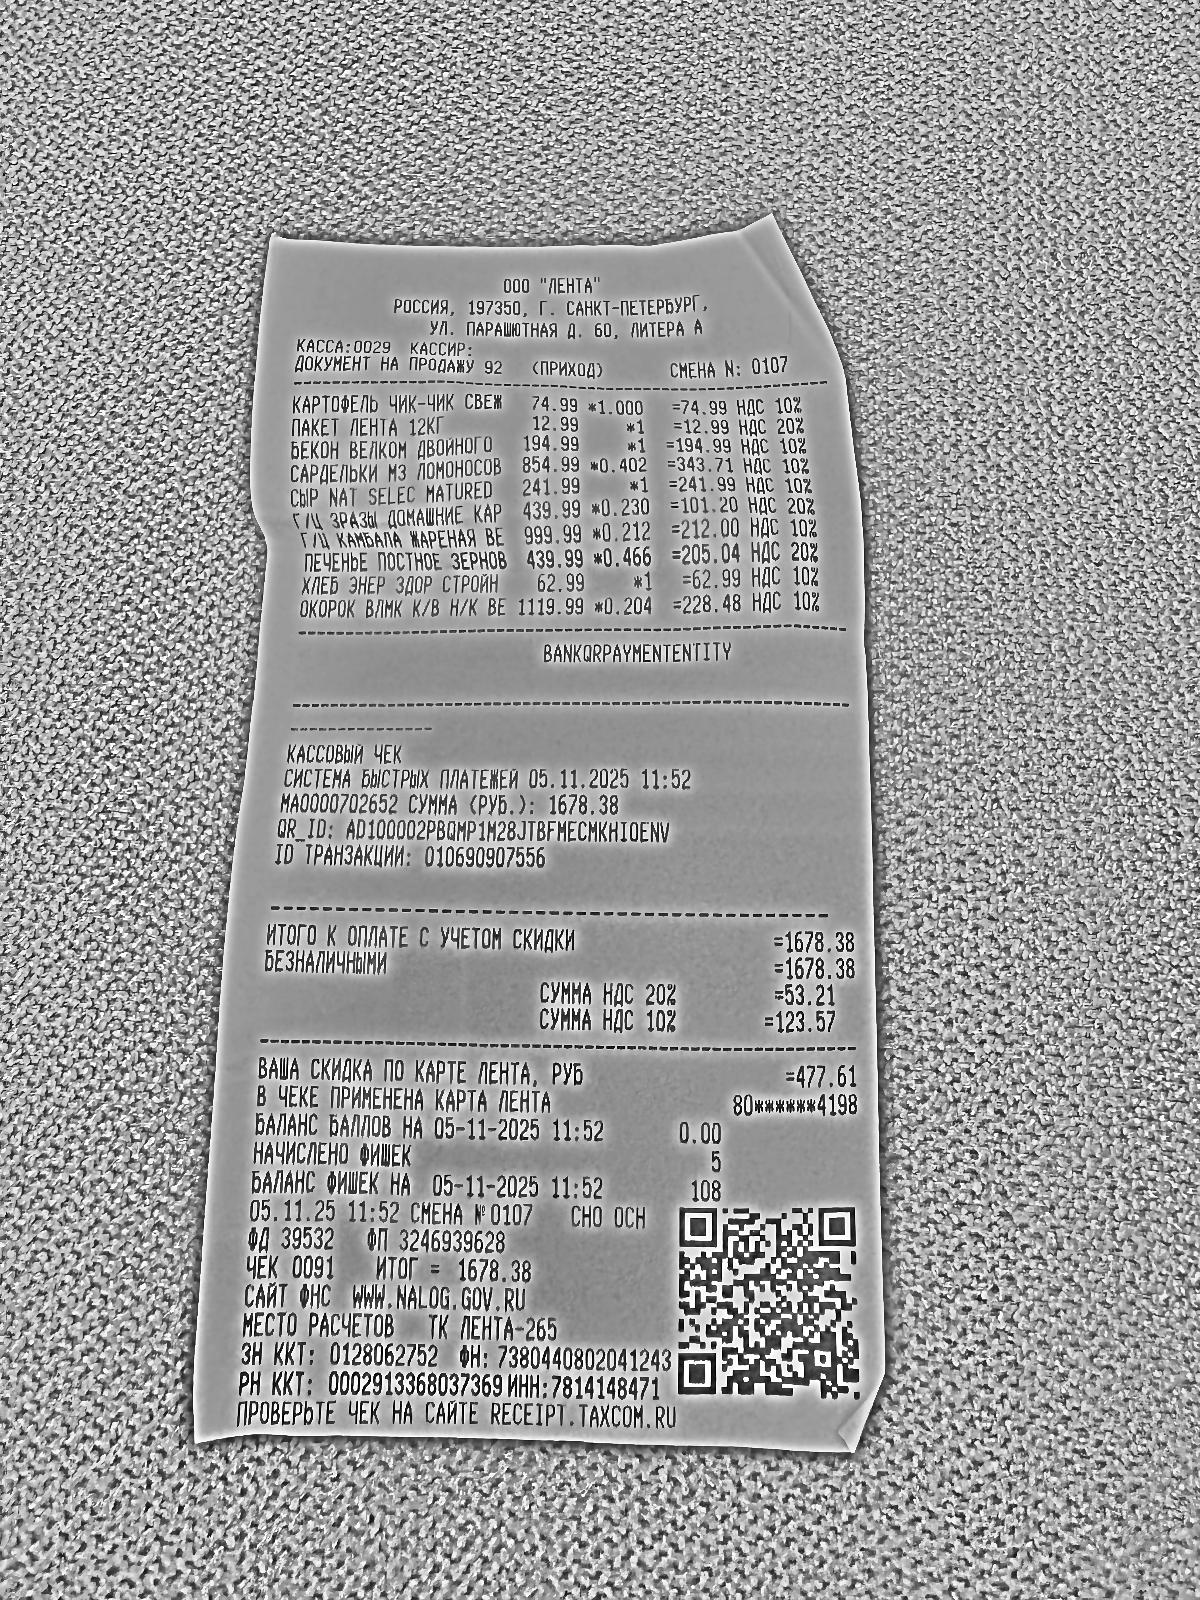 ООО "ЛЕНТА"
РОССИЯ, 197350, Г. САНКТ-ПЕТЕРБУРГ,
УЛ. ПАРАШЮТНАЯ Д. 60, ЛИТЕРА А
КАССА:0029 КАССИР:
ДОКУМЕНТ НА ПРОДАЖУ 92 (ПРИХОД) СМЕНА N: 0107
КАРТОФЕЛЬ ЧИК-ЧИК СВЕЖ 74.99 *1.000 =74.99 НДС 10%
ПАКЕТ ЛЕНТА 12КГ 12.99 *1 =12.99 НДС 20%
БЕКОН ВЕЛКОМ ДВОЙНОГО 194.99 *1 =194.99 НДС 10%
САРДЕЛЬКИ МЗ ЛОМОНОСОВ 854.99 *0.402 =343.71 НДС 10%
СЫР NAT SELEC MATURED 241.99 *1 =241.99 НДС 10%
Г/Ц ЗРАЗЫ ДОМАШНИЕ КАР 439.99 *0.230 =101.20 НДС 20%
Г/Ц КАМБАЛА ЖАРЕНАЯ ВЕ 999.99 *0.212 =212.00 НДС 10%
ПЕЧЕНЬЕ ПОСТНОЕ ЗЕРНОВ 439.99 *0.466 =205.04 НДС 20%
ХЛЕБ ЭНЕР ЗДОР СТРОЙН 62.99 *1 =62.99 НДС 10%
ОКОРОК ВЛМК К/В Н/К ВЕ 1119.99 *0.204 =228.48 НДС 10%
BANKQRPAYMENTENTITY
КАССОВЫЙ ЧЕК
СИСТЕМА БЫСТРЫХ ПЛАТЕЖЕЙ 05.11.2025 11:52
MA0000702652 СУММА (РУБ.): 1678.38
QR_ID: AD100002PBQMP1M28JTBFMECMKHIOENV
ID ТРАНЗАКЦИИ: 010690907556
ИТОГО К ОПЛАТЕ С УЧЕТОМ СКИДКИ =1678.38
БЕЗНАЛИЧНЫМИ =1678.38
СУММА НДС 20% =53.21
СУММА НДС 10% =123.57
ВАША СКИДКА ПО КАРТЕ ЛЕНТА, РУБ =477.61
В ЧЕКЕ ПРИМЕНЕНА КАРТА ЛЕНТА 80******4198
БАЛАНС БАЛЛОВ НА 05-11-2025 11:52 0.00
НАЧИСЛЕНО ФИШЕК 5
БАЛАНС ФИШЕК НА 05-11-2025 11:52 108
05.11.25 11:52 СМЕНА №0107 СНО ОСН
ФД 39532 ФП 3246939628
ЧЕК 0091 ИТОГ = 1678.38
САЙТ ФНС WWW.NALOG.GOV.RU
МЕСТО РАСЧЕТОВ ТК ЛЕНТА-265
ЗН ККТ: 0128062752 ФН: 7380440802041243
РН ККТ: 0002913368037369 ИНН:7814148471
ПРОВЕРЬТЕ ЧЕК НА САЙТЕ RECEIPT.TAXCOM.RU